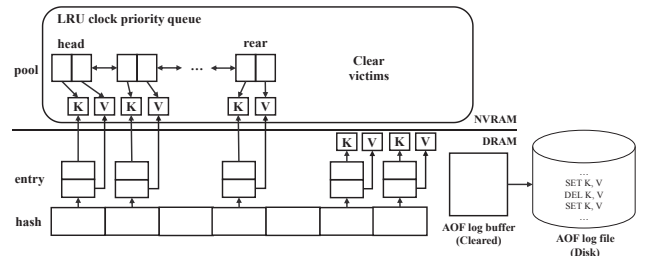 LRU clock priority queue
head
rear
pool
...
Clear
victims
K V K V K V
NVRAM
DRAM
K V K V
entry
hash
AOF log buffer
(Cleared)
...
SET K, V
DEL K, V
SET K, V
...
AOF log file
(Disk)